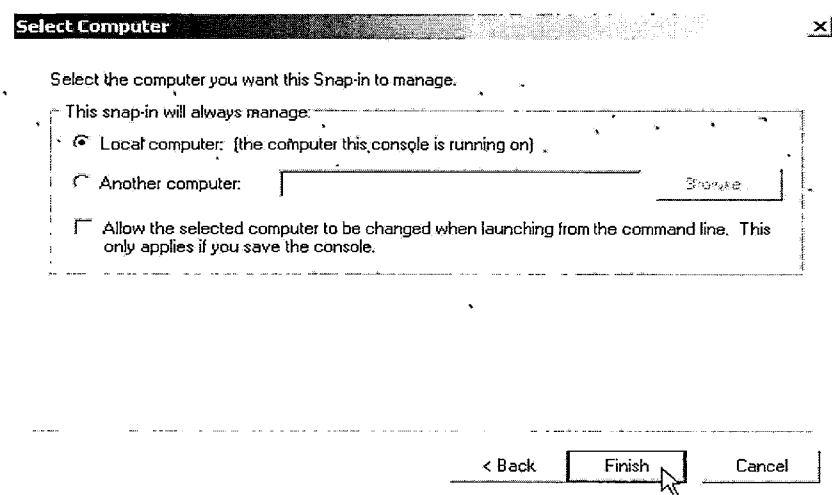 Select Computer
Select the computer you want this Snap-in to manage.
This snap-in will always manage:
Local computer: (the computer this console is running on)
Another computer:
Browse...
Allow the selected computer to be changed when launching from the command line. This
only applies if you save the console.
< Back
Finish
Cancel